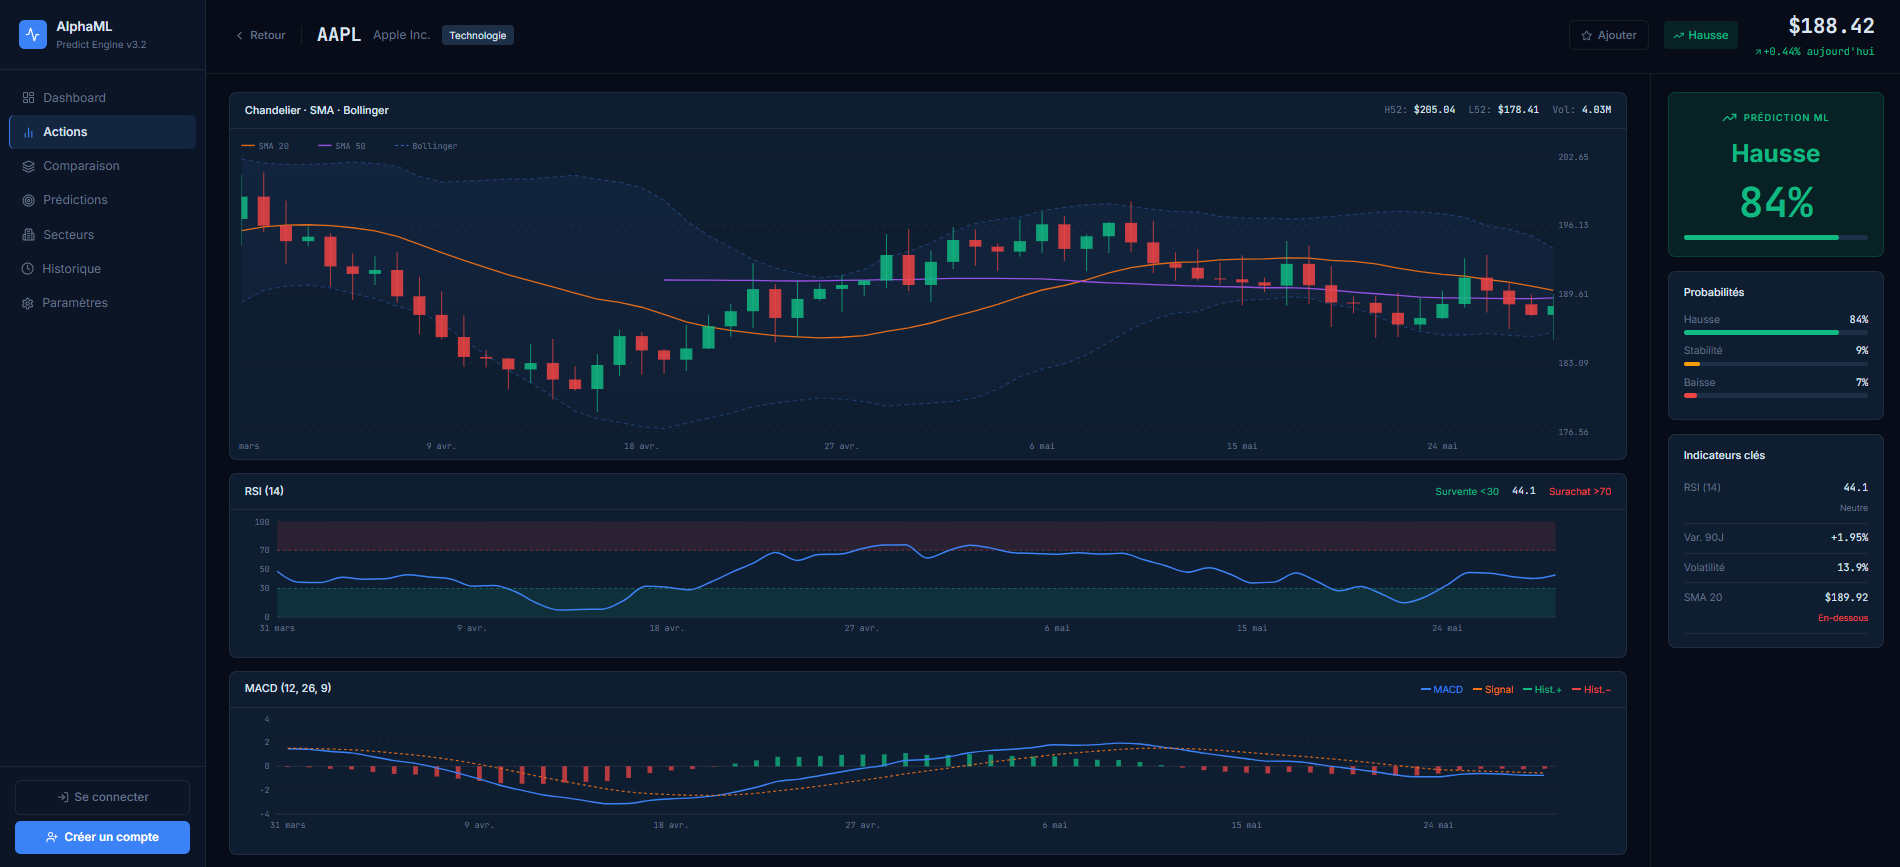 AlphaML
Predict Engine v3.2
Dashboard
Actions
Comparaison
Prédictions
Secteurs
Historique
Paramètres
Se connecter
Créer un compte
Retour
AAPL Apple Inc. Technologie
Ajouter
Hausse
$188.42
+0.44% aujourd'hui
Chandelier · SMA · Bollinger
H52: $205.04 L52: $178.41 Vol: 4.03M
SMA 20 SMA 50 Bollinger
202.65
196.13
189.61
183.09
176.56
mars 9 avr. 18 avr. 27 avr. 6 mai 15 mai 24 mai
RSI (14)
Survente <30 44.1 Surachat >70
100
70
50
30
0
31 mars 9 avr. 18 avr. 27 avr. 6 mai 15 mai 24 mai
MACD (12, 26, 9)
MACD Signal Hist.+ Hist.−
4
2
0
-2
-4
31 mars 9 avr. 18 avr. 27 avr. 6 mai 15 mai 24 mai
PRÉDICTION ML
Hausse
84%
Probabilités
Hausse 84%
Stabilité 9%
Baisse 7%
Indicateurs clés
RSI (14) 44.1
Neutre
Var. 90J +1.95%
Volatilité 13.9%
SMA 20 $189.92
En-dessous